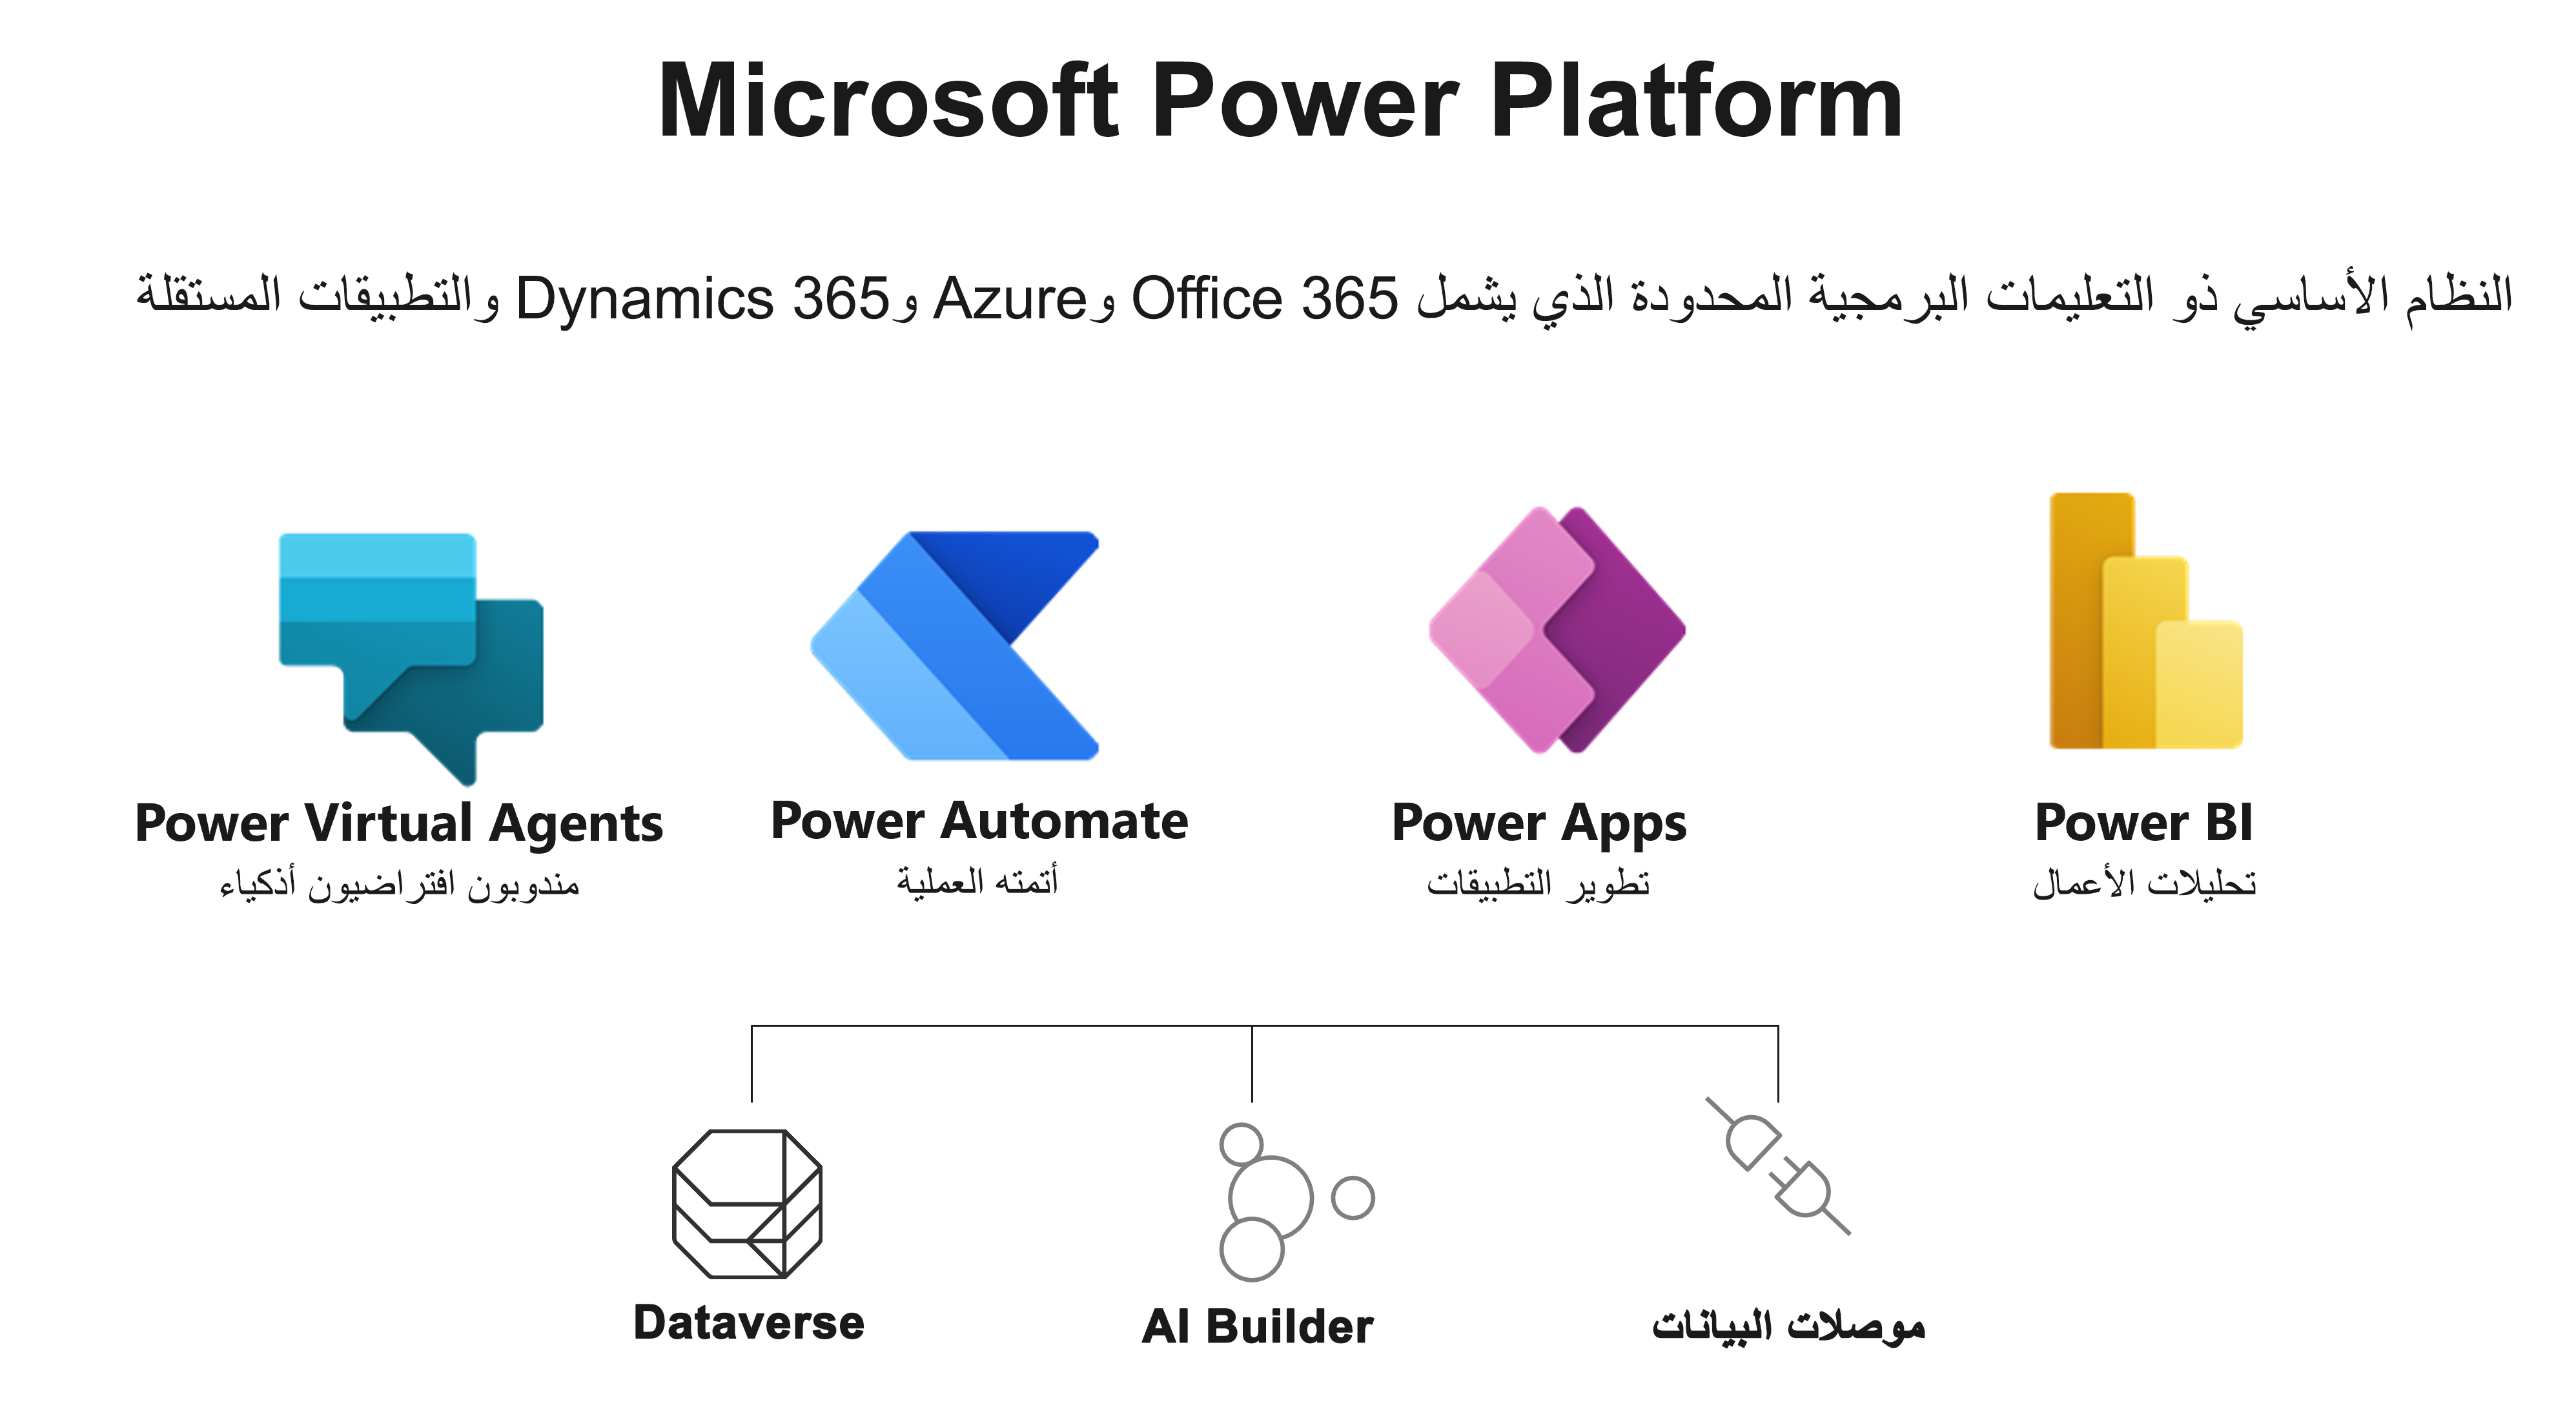 Microsoft Power Platform
النظام الأساسي ذو التعليمات البرمجية المحدودة الذي يشمل Office 365 وAzure وDynamics 365 والتطبيقات المستقلة
Power BI
تحليلات الأعمال
Power Apps
تطوير التطبيقات
Power Automate
أتمته العملية
Power Virtual Agents
مندوبون افتراضيون أذكياء
موصلات البيانات
AI Builder
Dataverse